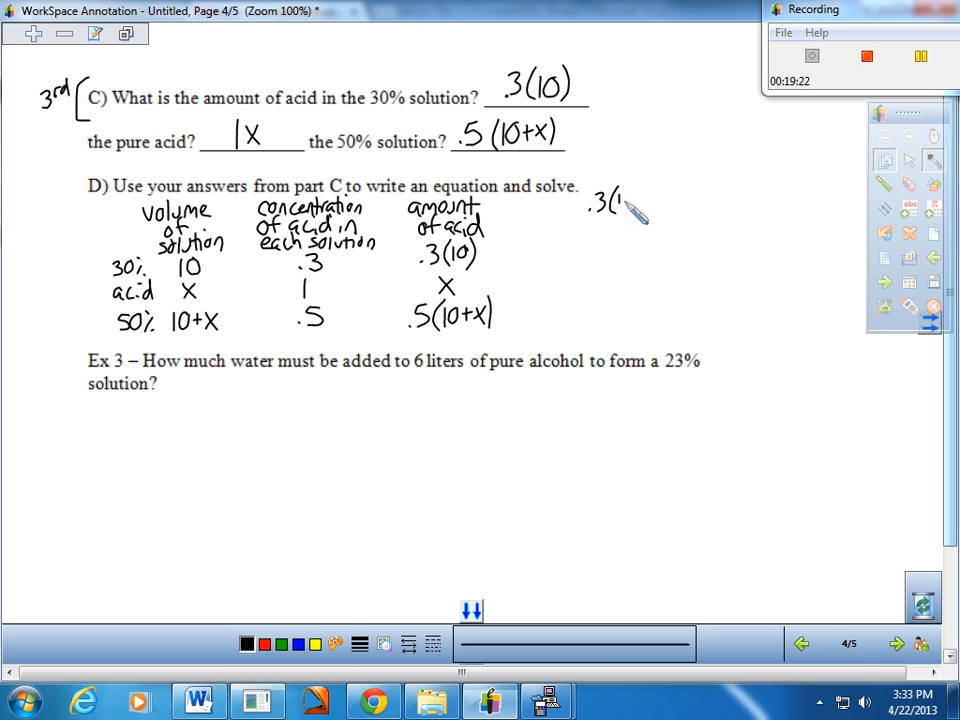 WorkSpace Annotation - Untitled, Page 4/5 (Zoom 100%) *
Recording
File Help
00:19:22
3rd
C) What is the amount of acid in the 30% solution? .3(10)
the pure acid? 1x the 50% solution? .5(10+x)
D) Use your answers from part C to write an equation and solve.
.3(1
volume of solution concentration of acid in each solution amount of acid
30% 10 .3 .3(10)
acid x 1 x
50% 10+x .5 .5(10+x)
Ex 3 – How much water must be added to 6 liters of pure alcohol to form a 23%
solution?
4/5
3:33 PM
4/22/2013